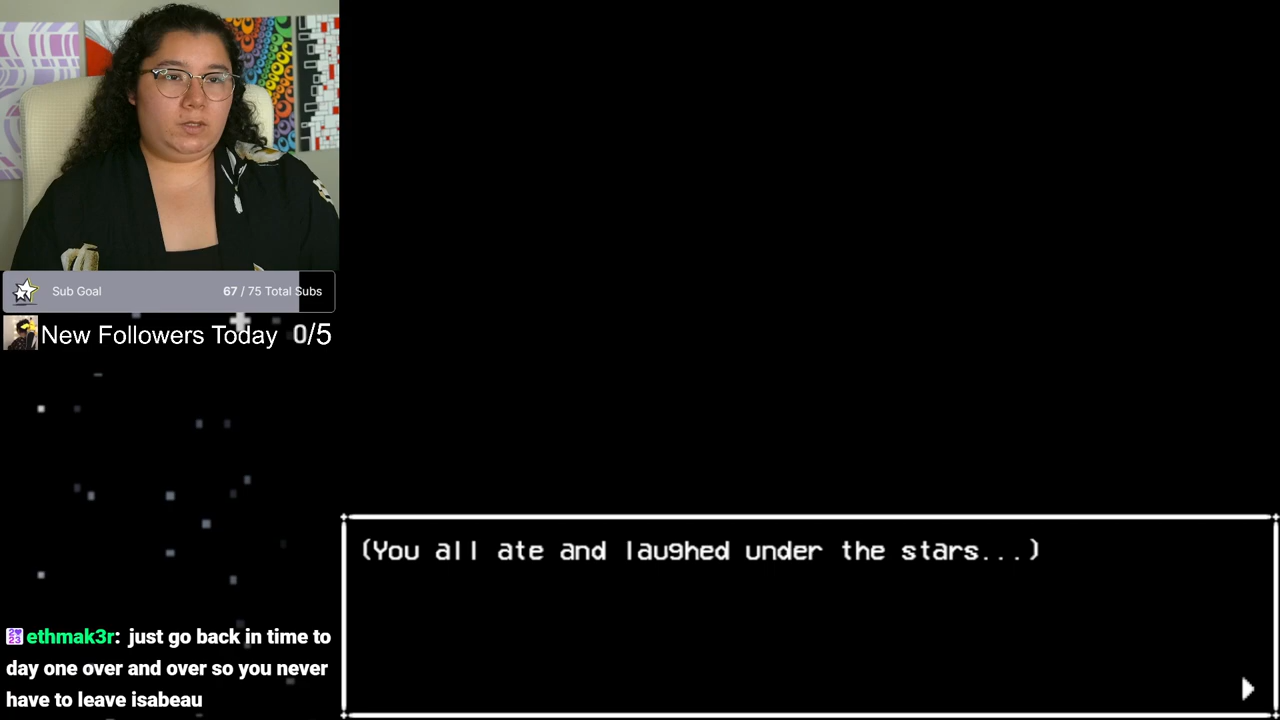 Sub Goal 67 / 75 Total Subs
New Followers Today 0/5
(You all ate and laughed under the stars...)
ethmak3r: just go back in time to
day one over and over so you never
have to leave isabeau